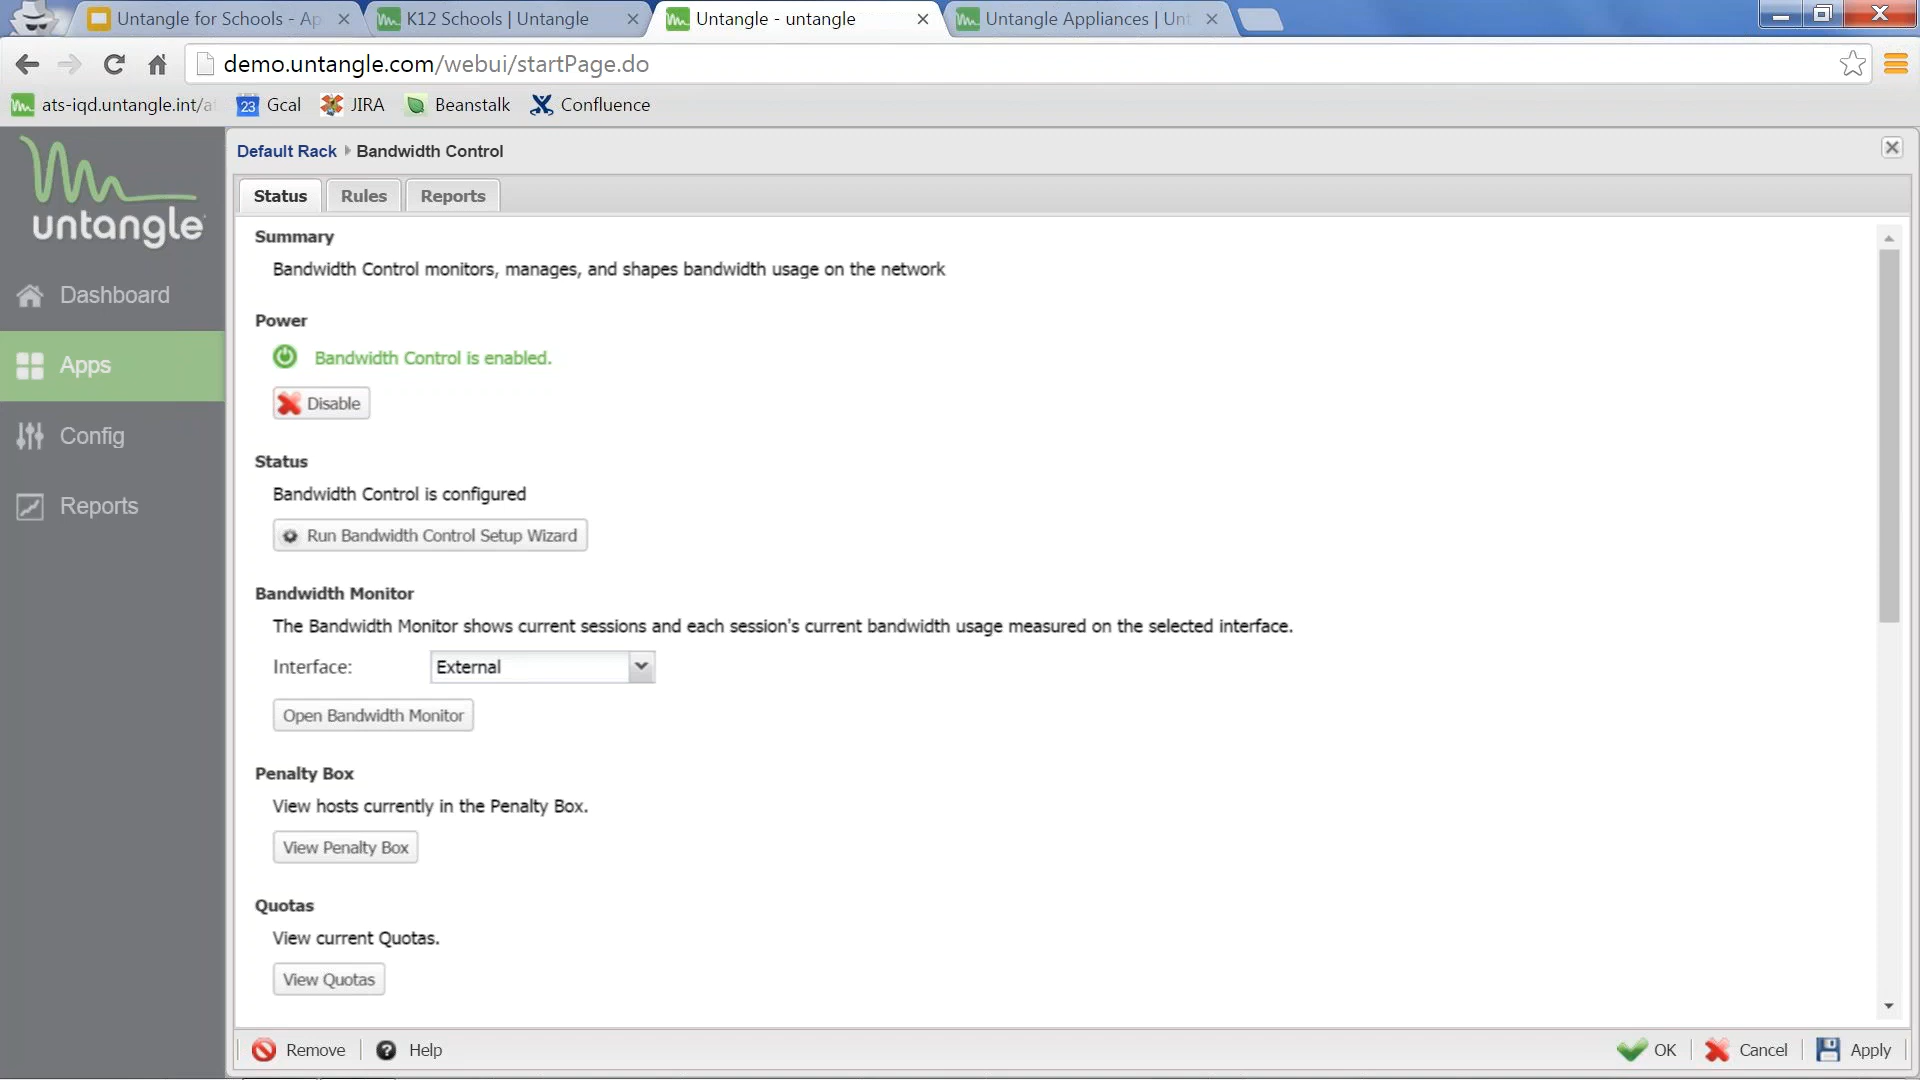 Untangle for Schools - Ap
K12 Schools | Untangle
Untangle - untangle
Untangle Appliances | Unt
demo.untangle.com/webui/startPage.do
ats-iqd.untangle.int/a
23 Gcal
JIRA
Beanstalk
Confluence
untangle
Dashboard
Apps
Config
Reports
Default Rack Bandwidth Control
Status Rules Reports
Summary
Bandwidth Control monitors, manages, and shapes bandwidth usage on the network
Power
Bandwidth Control is enabled.
Disable
Status
Bandwidth Control is configured
Run Bandwidth Control Setup Wizard
Bandwidth Monitor
The Bandwidth Monitor shows current sessions and each session's current bandwidth usage measured on the selected interface.
Interface: External
Open Bandwidth Monitor
Penalty Box
View hosts currently in the Penalty Box.
View Penalty Box
Quotas
View current Quotas.
View Quotas
Remove ? Help OK Cancel Apply